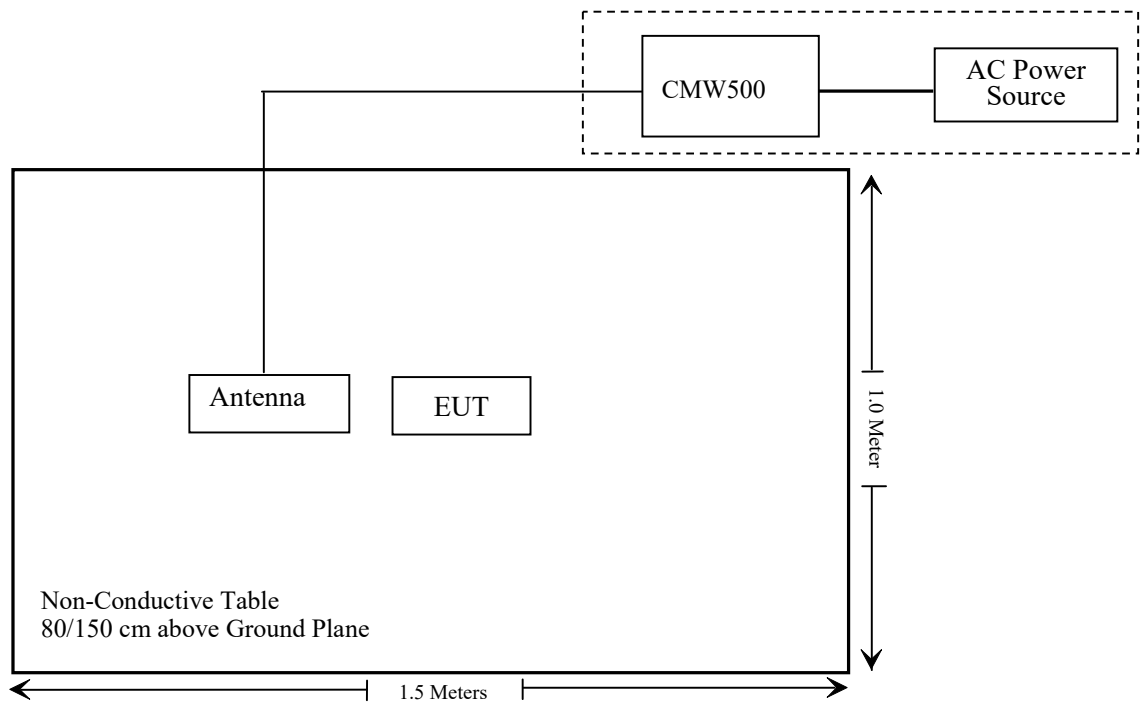 CMW500
AC Power
Source
Antenna
EUT
1.0 Meter
Non-Conductive Table
80/150 cm above Ground Plane
1.5 Meters